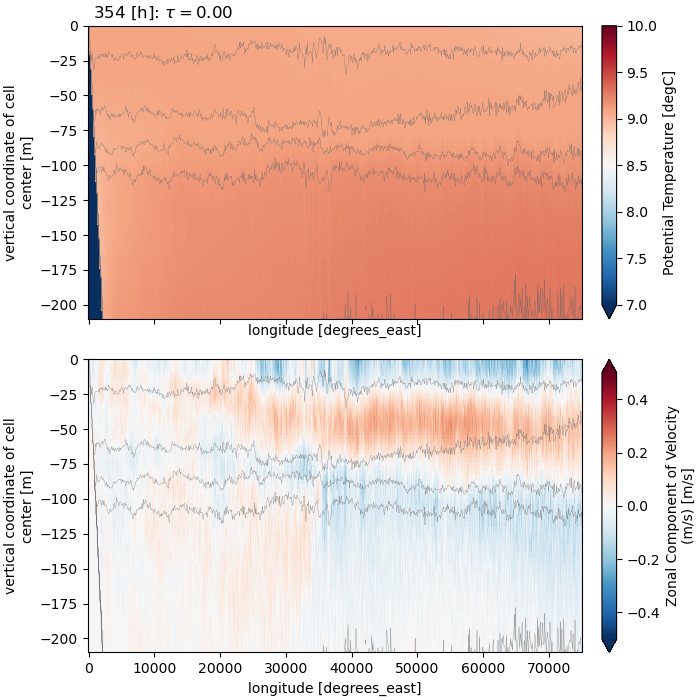 354 [h]: τ = 0.00
0
−25
−50
−75
−100
−125
−150
−175
−200
vertical coordinate of cell
center [m]
longitude [degrees_east]
10.0
9.5
9.0
8.5
8.0
7.5
7.0
Potential Temperature [degC]
0
−25
−50
−75
−100
−125
−150
−175
−200
vertical coordinate of cell
center [m]
0 10000 20000 30000 40000 50000 60000 70000
longitude [degrees_east]
0.4
0.2
0.0
−0.2
−0.4
Zonal Component of Velocity
(m/s) [m/s]